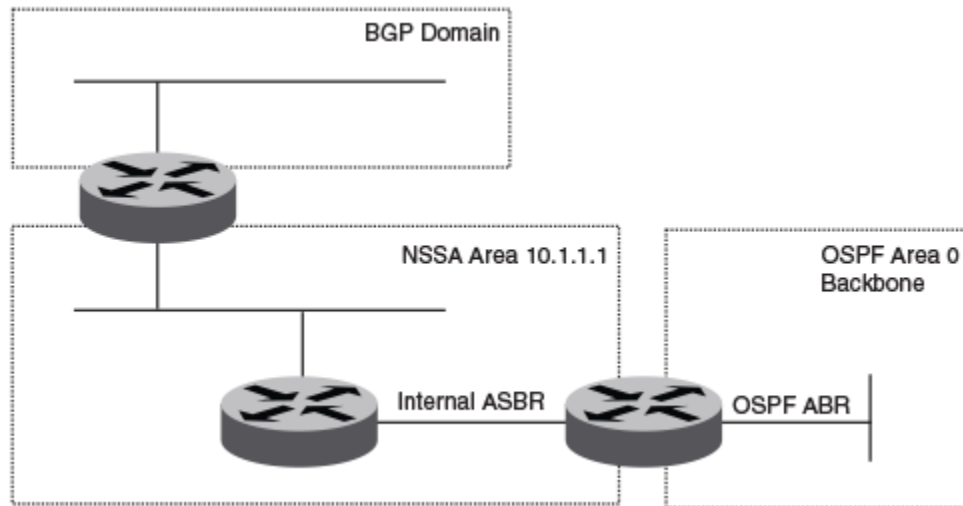 BGP Domain
NSSA Area 10.1.1.1
OSPF Area 0
Backbone
Internal ASBR
OSPF ABR